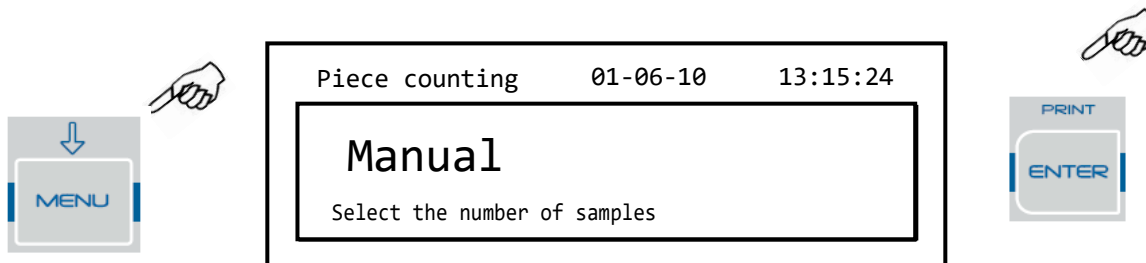 Piece counting 01-06-10 13:15:24
PRINT
Manual
MENU
ENTER
Select the number of samples